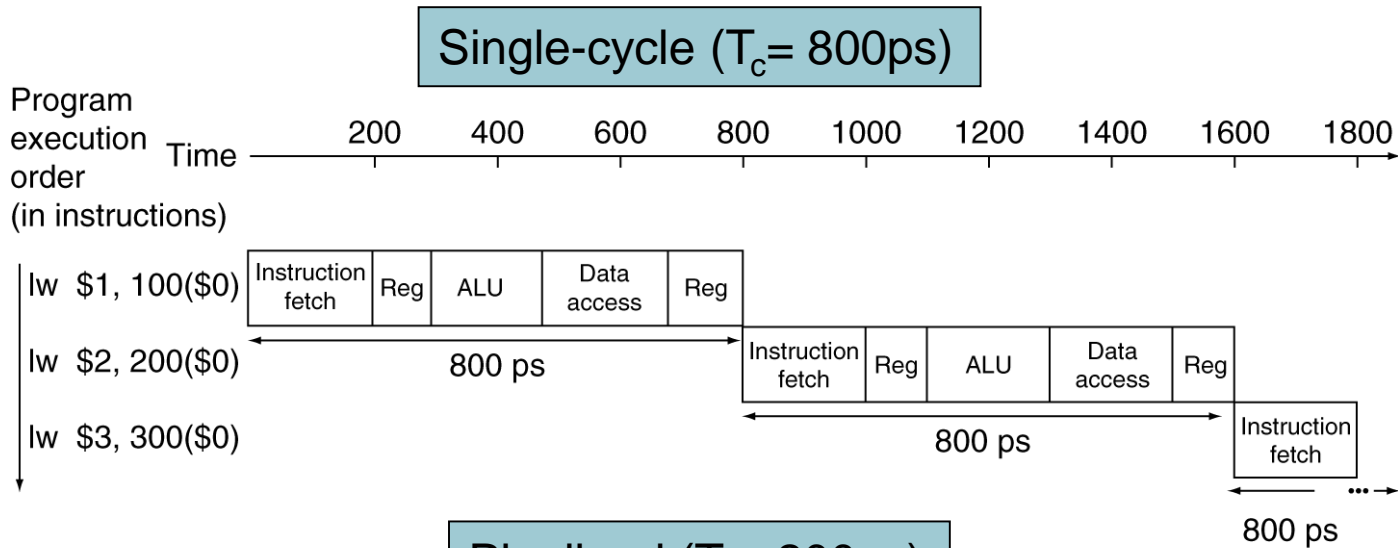 Single-cycle (Tc= 800ps)
Program
execution
order
(in instructions)
Time
200 400 600 800 1000 1200 1400 1600 1800
lw $1, 100($0)
Instruction
fetch
Reg
ALU
Data
access
Reg
800 ps
lw $2, 200($0)
Instruction
fetch
Reg
ALU
Data
access
Reg
800 ps
lw $3, 300($0)
Instruction
fetch
...
800 ps